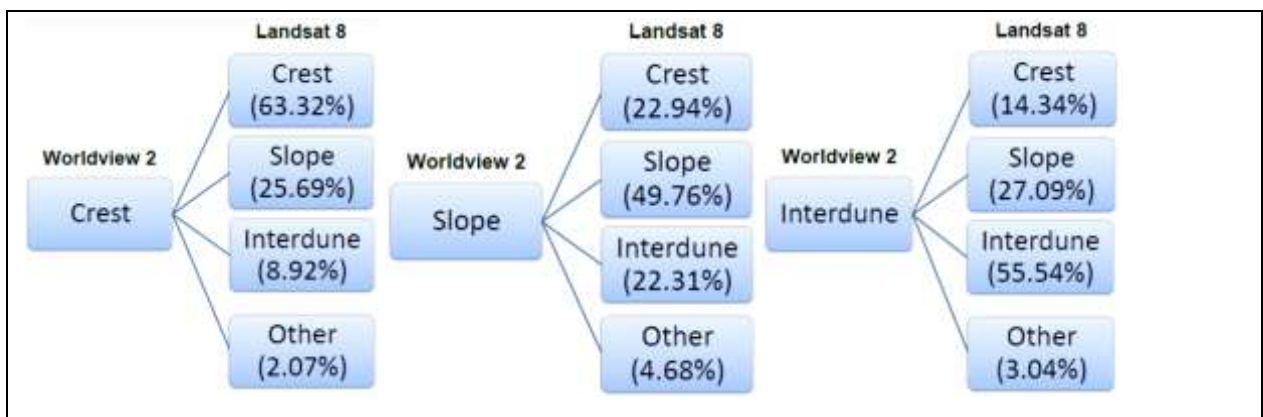 Landsat 8
Worldview 2
Crest
Crest
(63.32%)
Slope
(25.69%)
Interdune
(8.92%)
Other
(2.07%)
Landsat 8
Worldview 2
Slope
Crest
(22.94%)
Slope
(49.76%)
Interdune
(22.31%)
Other
(4.68%)
Landsat 8
Worldview 2
Interdune
Crest
(14.34%)
Slope
(27.09%)
Interdune
(55.54%)
Other
(3.04%)